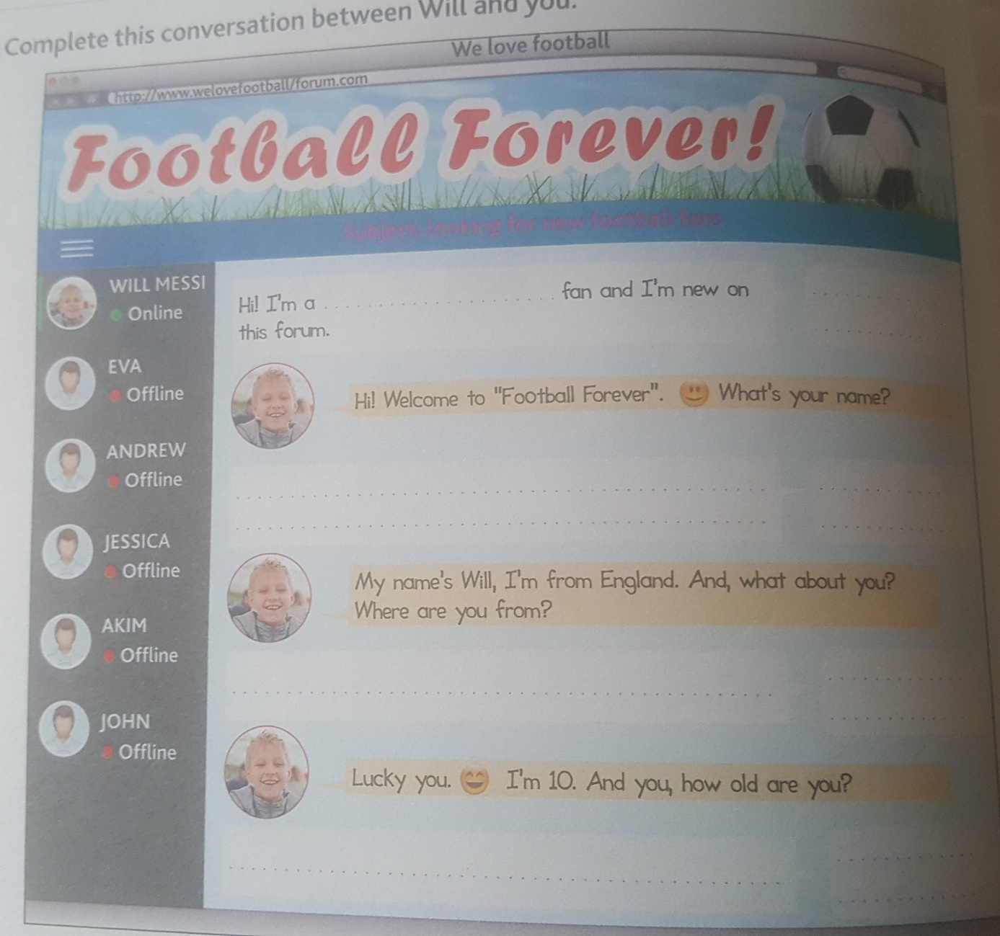 Complete this conversation between Will and you.
We love football
http://www.welovefootball/forum.com
Football Forever!
Subject: looking for new football fans
WILL MESSI
Online
EVA
Offline
ANDREW
Offline
JESSICA
Offline
AKIM
Offline
JOHN
Offline
Hi! I'm a .............................. fan and I'm new on
this forum.
Hi! Welcome to "Football Forever". What's your name?
My name's Will, I'm from England. And, what about you?
Where are you from?
Lucky you. I'm 10. And you, how old are you?